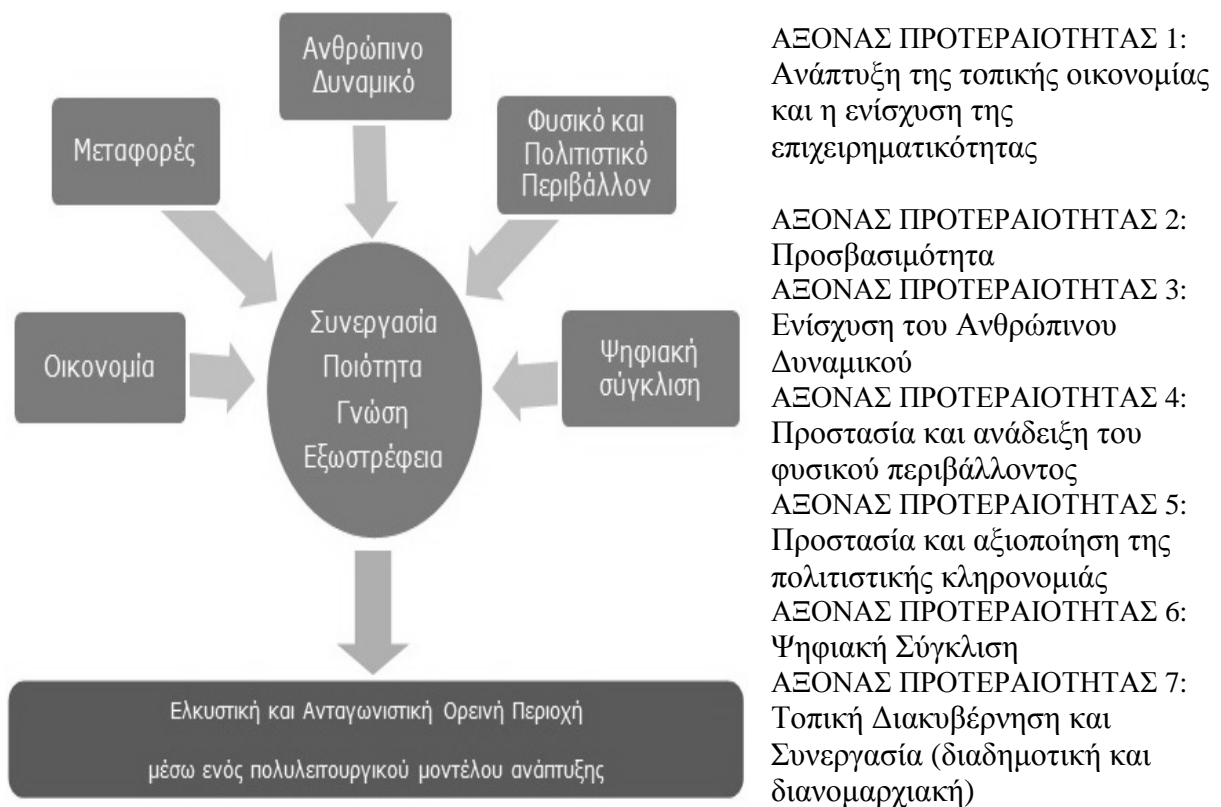 Ανθρώπινο
Δυναμικό
Μεταφορές
Φυσικό και
Πολιτιστικό
Περιβάλλον
Οικονομία
Συνεργασία
Ποιότητα
Γνώση
Εξωστρέφεια
Ψηφιακή
σύγκλιση
Ελκυστική και Ανταγωνιστική Ορεινή Περιοχή
μέσω ενός πολυλειτουργικού μοντέλου ανάπτυξης
ΑΞΟΝΑΣ ΠΡΟΤΕΡΑΙΟΤΗΤΑΣ 1:
Ανάπτυξη της τοπικής οικονομίας
και η ενίσχυση της
επιχειρηματικότητας
ΑΞΟΝΑΣ ΠΡΟΤΕΡΑΙΟΤΗΤΑΣ 2:
Προσβασιμότητα
ΑΞΟΝΑΣ ΠΡΟΤΕΡΑΙΟΤΗΤΑΣ 3:
Ενίσχυση του Ανθρώπινου
Δυναμικού
ΑΞΟΝΑΣ ΠΡΟΤΕΡΑΙΟΤΗΤΑΣ 4:
Προστασία και ανάδειξη του
φυσικού περιβάλλοντος
ΑΞΟΝΑΣ ΠΡΟΤΕΡΑΙΟΤΗΤΑΣ 5:
Προστασία και αξιοποίηση της
πολιτιστικής κληρονομιάς
ΑΞΟΝΑΣ ΠΡΟΤΕΡΑΙΟΤΗΤΑΣ 6:
Ψηφιακή Σύγκλιση
ΑΞΟΝΑΣ ΠΡΟΤΕΡΑΙΟΤΗΤΑΣ 7:
Τοπική Διακυβέρνηση και
Συνεργασία (διαδημοτική και
διανομαρχιακή)